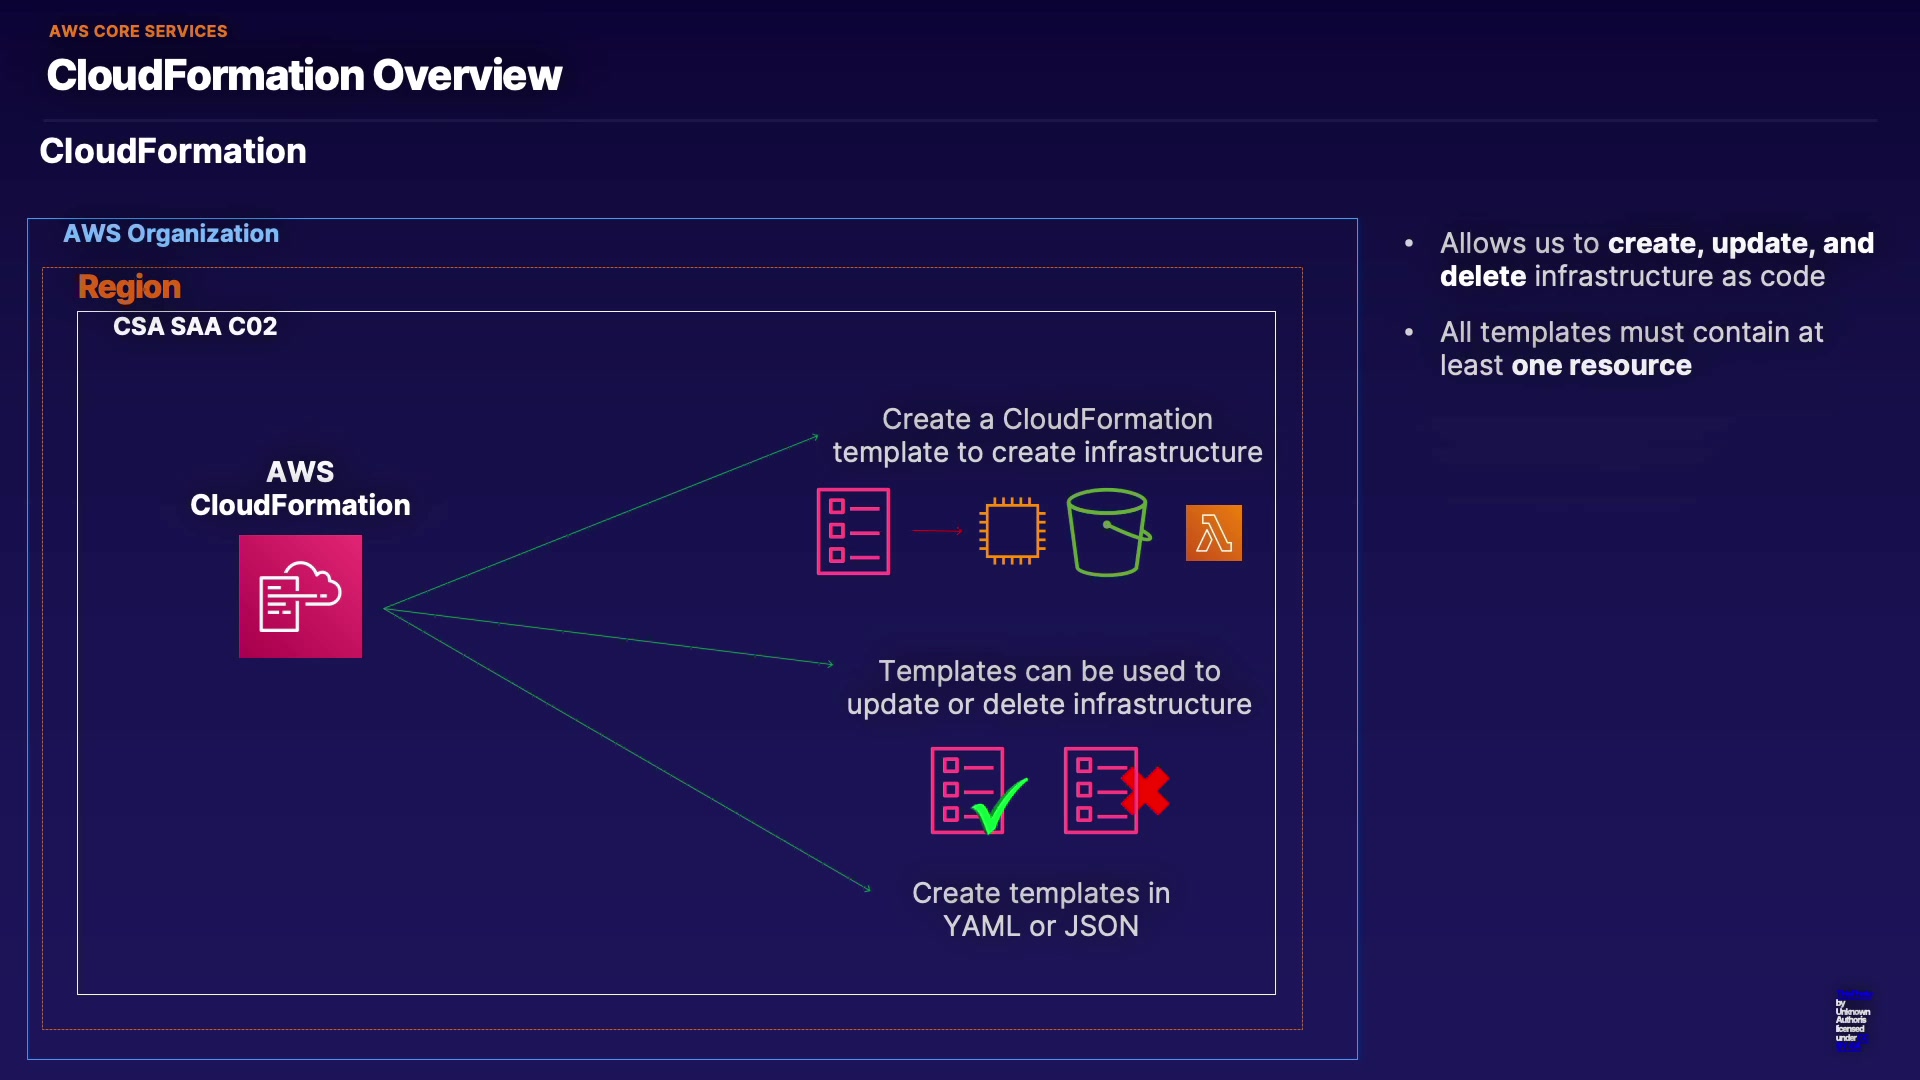 AWS CORE SERVICES
CloudFormation Overview
CloudFormation
AWS Organization
Region
CSA SAA C02
AWS
CloudFormation
Create a CloudFormation
template to create infrastructure
Templates can be used to
update or delete infrastructure
Create templates in
YAML or JSON
• Allows us to create, update, and
delete infrastructure as code
• All templates must contain at
least one resource
by
Unknown
Author is
licensed
under